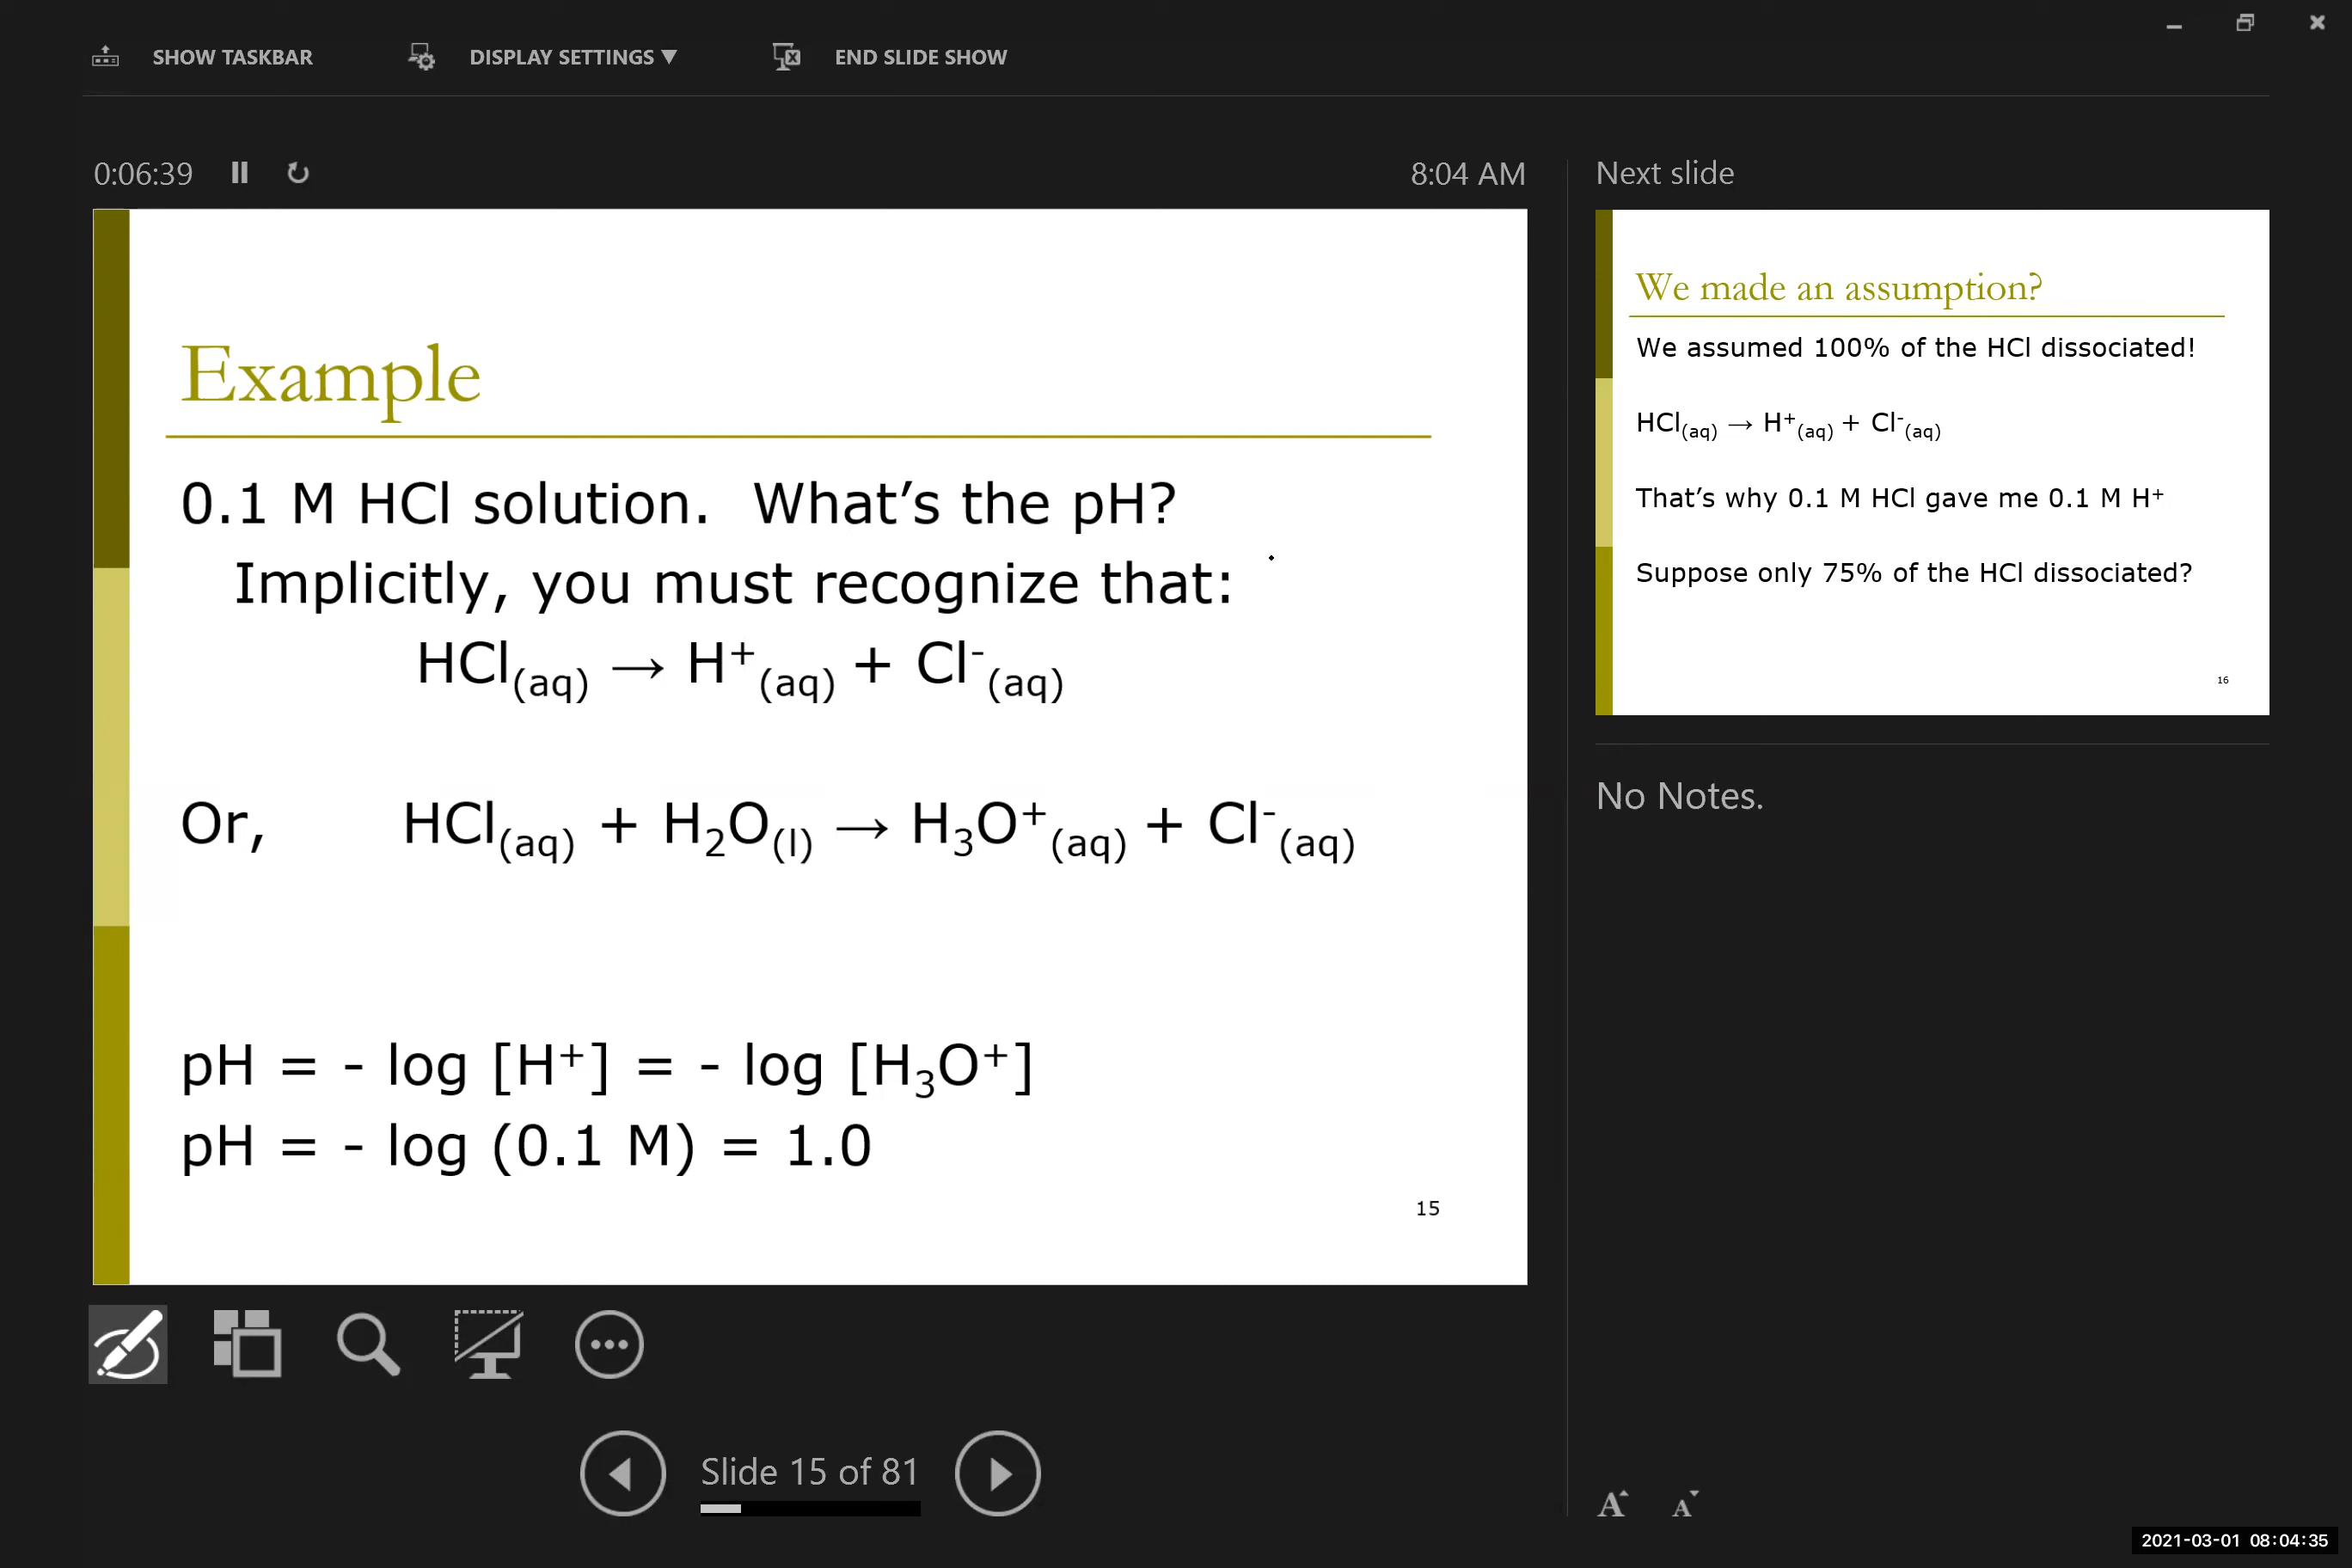 SHOW TASKBAR DISPLAY SETTINGS ▼ END SLIDE SHOW
0:06:39 8:04 AM
Example
0.1 M HCl solution. What’s the pH?
Implicitly, you must recognize that:
HCl(aq) → H⁺(aq) + Cl⁻(aq)
Or, HCl(aq) + H₂O(l) → H₃O⁺(aq) + Cl⁻(aq)
pH = - log [H⁺] = - log [H₃O⁺]
pH = - log (0.1 M) = 1.0
15
Slide 15 of 81
Next slide
We made an assumption?
We assumed 100% of the HCl dissociated!
HCl(aq) → H⁺(aq) + Cl⁻(aq)
That’s why 0.1 M HCl gave me 0.1 M H⁺
Suppose only 75% of the HCl dissociated?
16
No Notes.
A A
2021-03-01 08:04:35